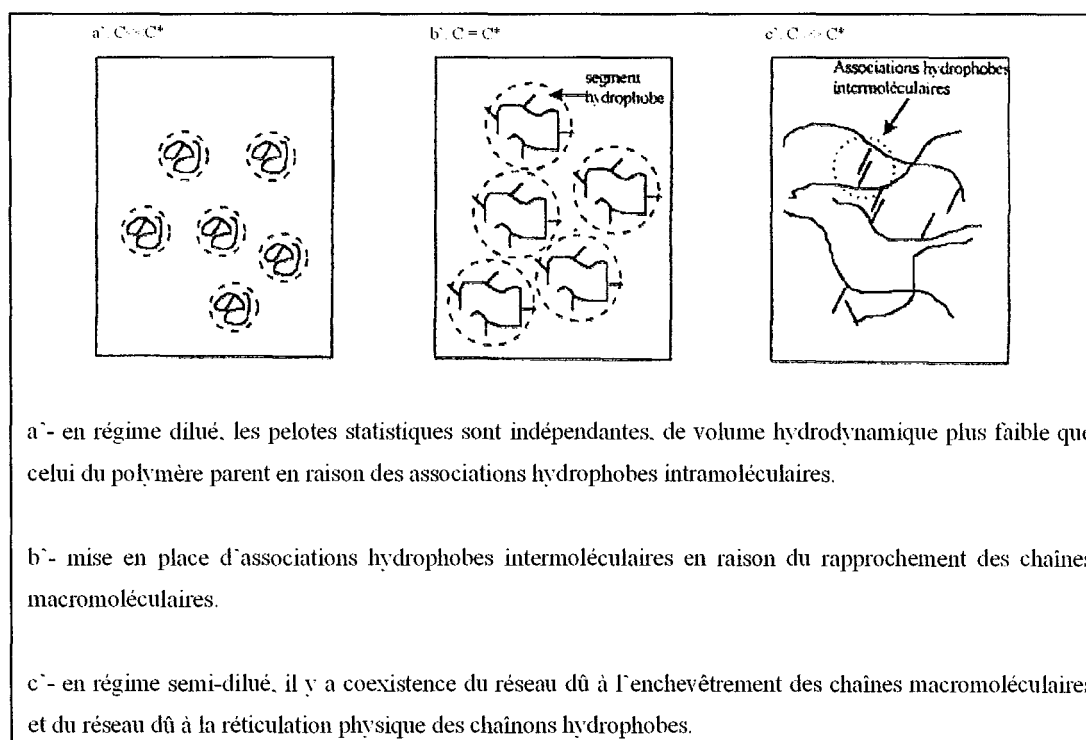 a`. C << C*
b`. C = C*
c`. C >> C*
segment
hydrophobe
Associations hydrophobes
intermoléculaires
a`- en régime dilué, les pelotes statistiques sont indépendantes, de volume hydrodynamique plus faible que
celui du polymère parent en raison des associations hydrophobes intramoléculaires.
b`- mise en place d`associations hydrophobes intermoléculaires en raison du rapprochement des chaînes
macromoléculaires.
c`- en régime semi-dilué, il y a coexistence du réseau dû à l`enchevêtrement des chaînes macromoléculaires
et du réseau dû à la réticulation physique des chaînons hydrophobes.